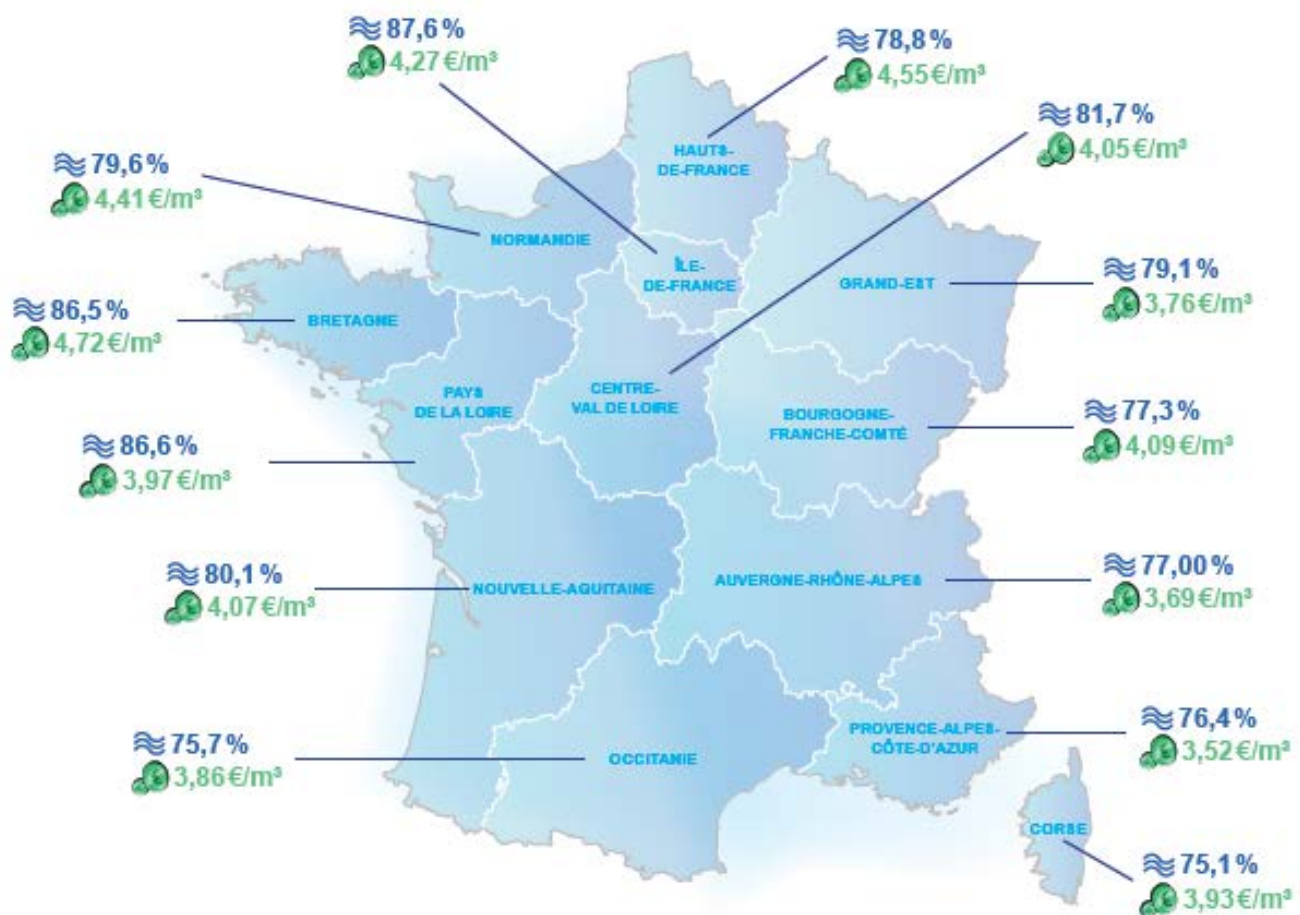 87,6 %
4,27 €/m³
78,8 %
4,55 €/m³
81,7 %
4,05 €/m³
79,6 %
4,41 €/m³
HAUTS-
DE-FRANCE
NORMANDIE
ÎLE-
DE-FRANCE
GRAND-EST
79,1 %
3,76 €/m³
86,5 %
4,72 €/m³
BRETAGNE
PAYS
DE LA LOIRE
CENTRE-
VAL DE LOIRE
BOURGOGNE-
FRANCHE-COMTÉ
77,3 %
4,09 €/m³
86,6 %
3,97 €/m³
80,1 %
4,07 €/m³
NOUVELLE-AQUITAINE
AUVERGNE-RHÔNE-ALPES
77,00 %
3,69 €/m³
75,7 %
3,86 €/m³
OCCITANIE
PROVENCE-ALPES-
CÔTE-D'AZUR
76,4 %
3,52 €/m³
CORSE
75,1 %
3,93 €/m³